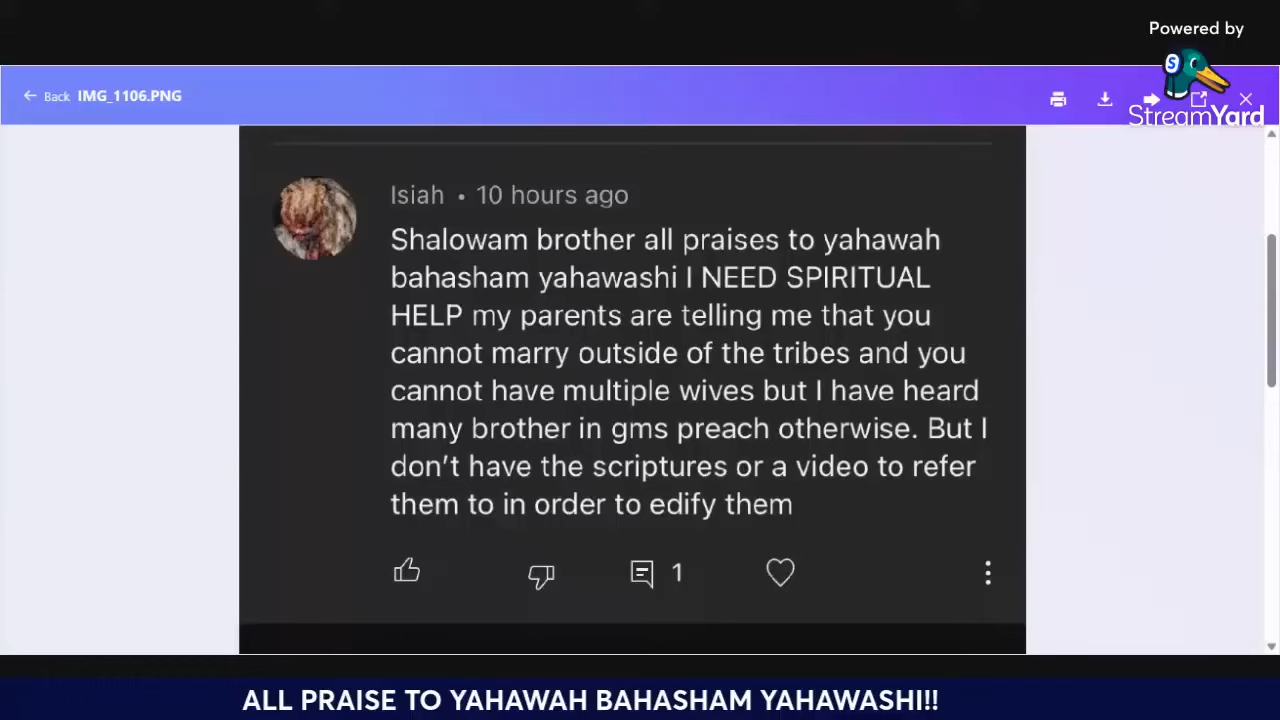 Powered by
StreamYard
Back IMG_1106.PNG
Isiah • 10 hours ago
Shalowam brother all praises to yahawah
bahasham yahawashi I NEED SPIRITUAL
HELP my parents are telling me that you
cannot marry outside of the tribes and you
cannot have multiple wives but I have heard
many brother in gms preach otherwise. But I
don’t have the scriptures or a video to refer
them to in order to edify them
1
ALL PRAISE TO YAHAWAH BAHASHAM YAHAWASHI!!